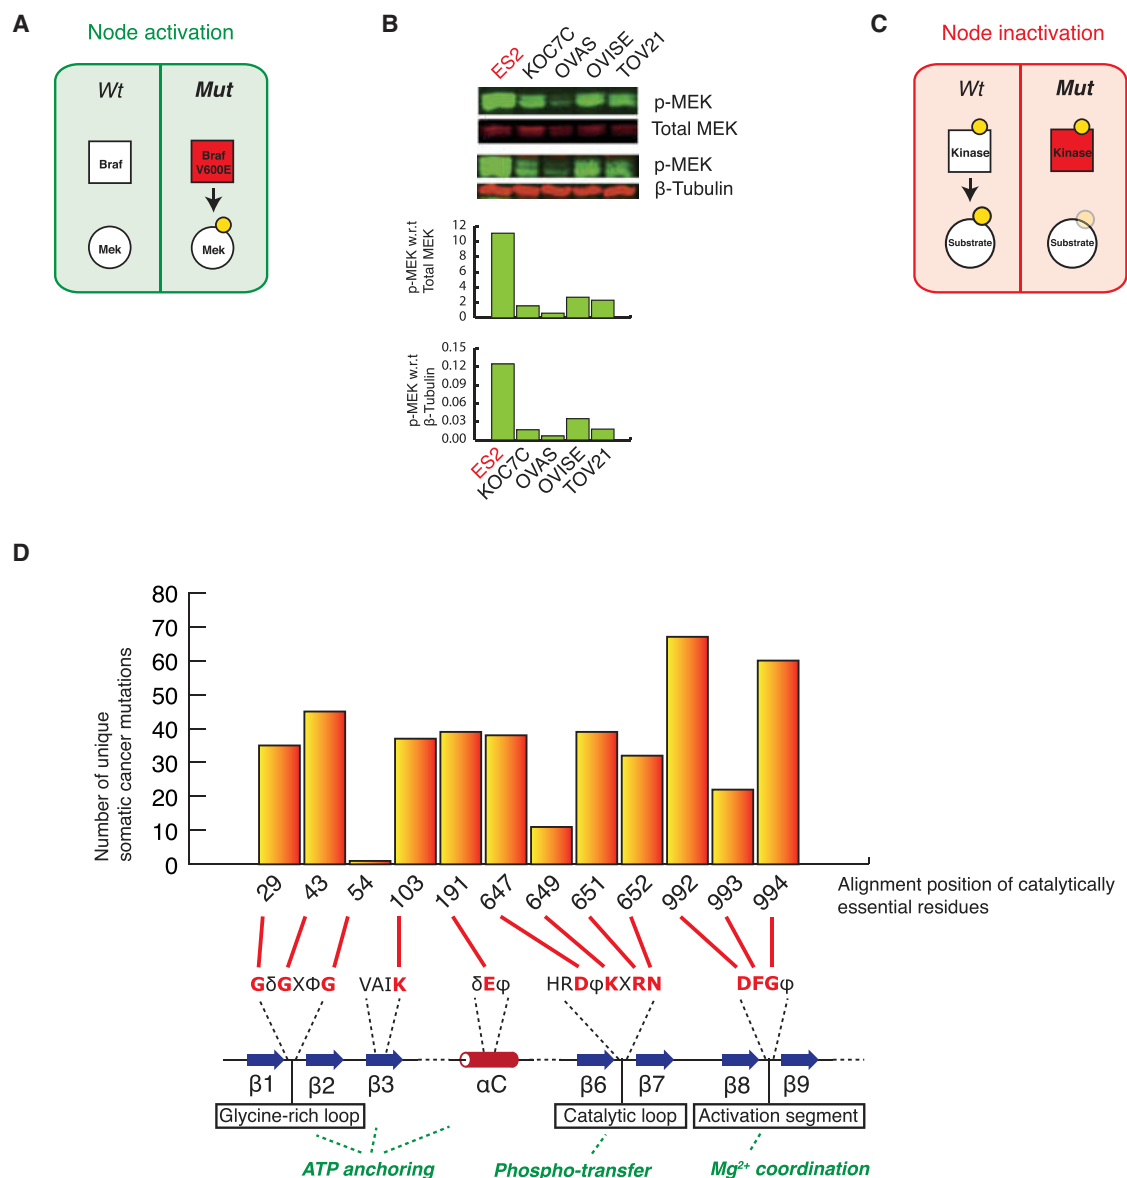 A
Node activation
Wt
Mut
Braf
Braf
V600E
Mek
Mek
B
ES2
KOC7C
OVAS
OVISE
TOV21
p-MEK
Total MEK
p-MEK
β-Tubulin
p-MEK w.r.t
Total MEK
12
10
8
6
4
2
0
p-MEK w.r.t
β-Tubulin
0.15
0.12
0.09
0.06
0.03
0.00
ES2
KOC7C
OVAS
OVISE
TOV21
C
Node inactivation
Wt
Mut
Kinase
Kinase
Substrate
Substrate
D
Number of unique
somatic cancer mutations
80
70
60
50
40
30
20
10
0
29
43
54
103
191
647
649
651
652
992
993
994
Alignment position of catalytically
essential residues
GδGXΦG
VAIK
δEφ
HRDφKXRN
DFGφ
β1
β2
β3
αC
β6
β7
β8
β9
Glycine-rich loop
Catalytic loop
Activation segment
ATP anchoring
Phospho-transfer
Mg²⁺ coordination